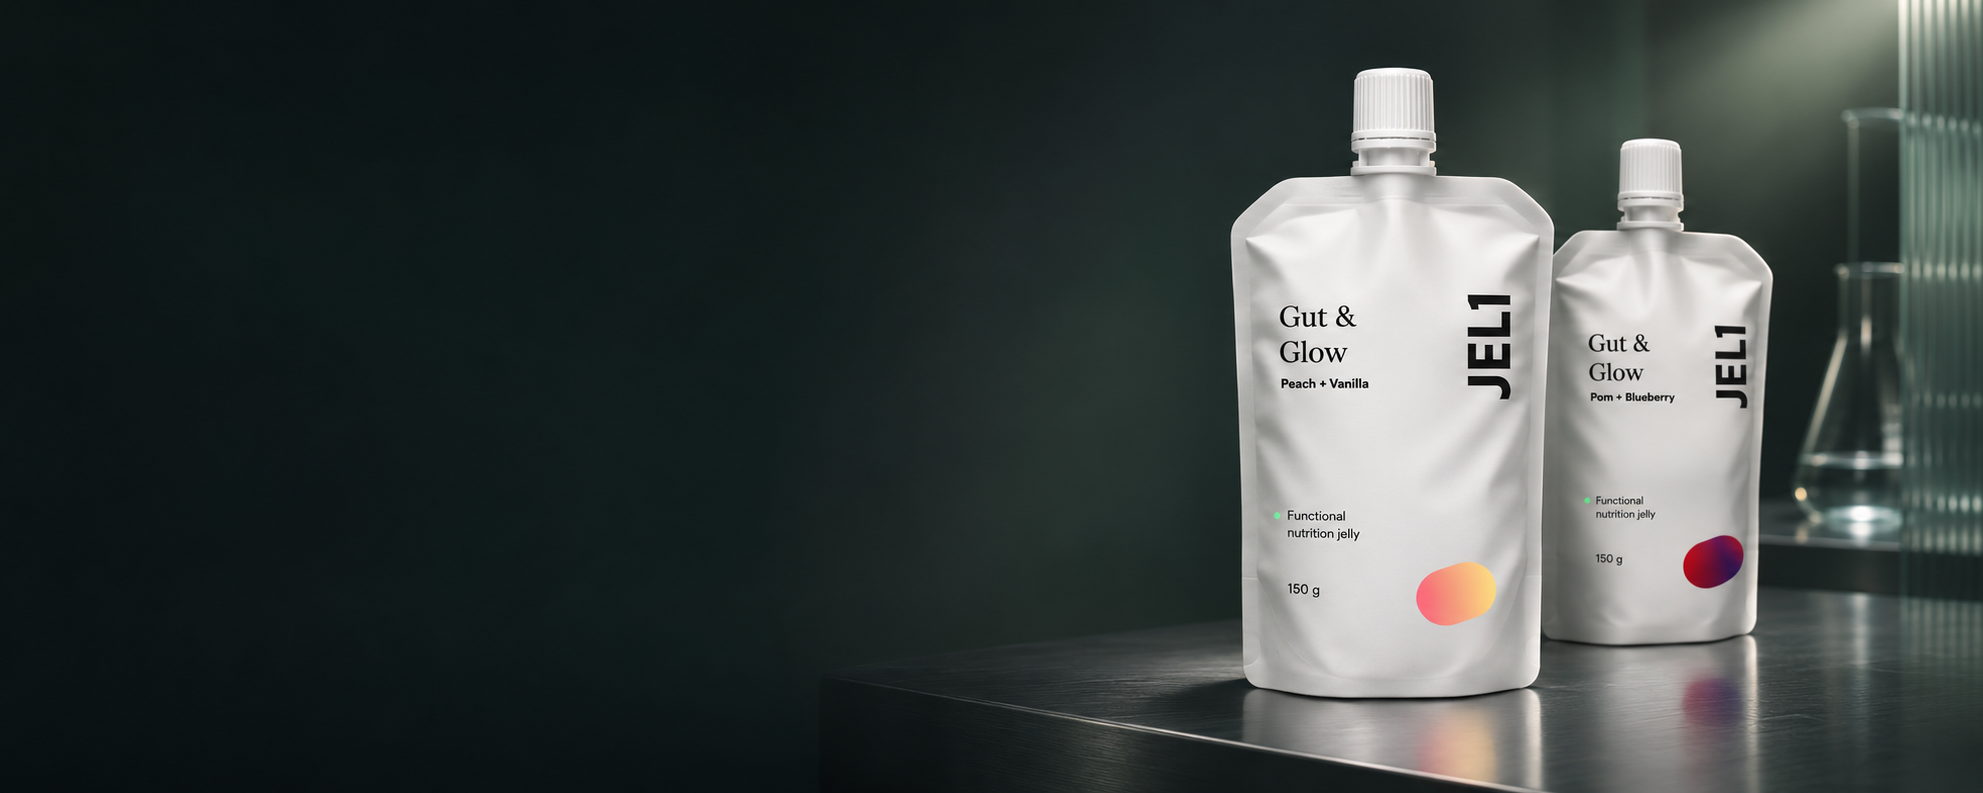 Gut &
Glow
Peach + Vanilla
JEL1
Functional
nutrition jelly
150 g
Gut &
Glow
Pom + Blueberry
JEL1
Functional
nutrition jelly
150 g